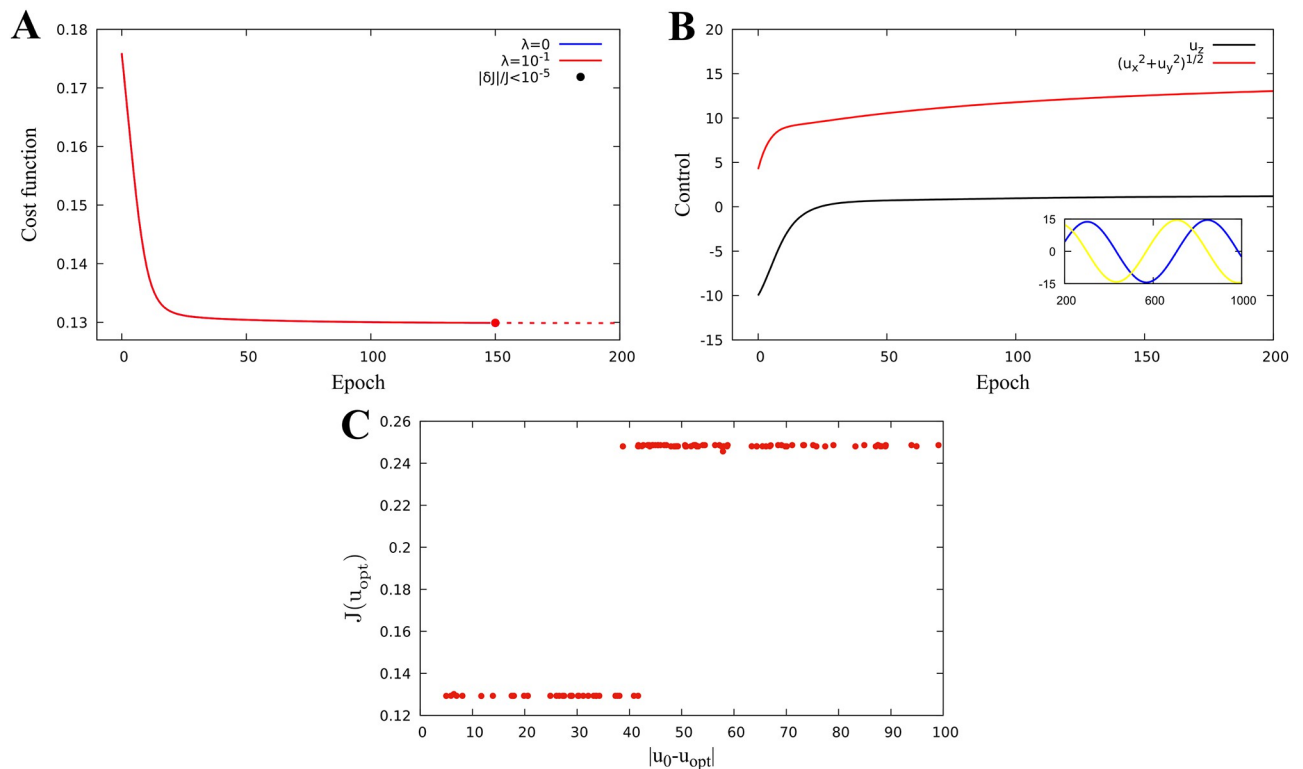 A
0.18
0.17
0.16
0.15
0.14
0.13
Cost function
λ=0
λ=10⁻¹
|δJ|/J<10⁻⁵
0 50 100 150 200
Epoch
B
20
15
10
5
0
-5
-10
-15
Control
u_z
(u_x²+u_y²)^1/2
15
0
-15
200 600 1000
0 50 100 150 200
Epoch
C
0.26
0.24
0.22
0.2
0.18
0.16
0.14
0.12
J(u_opt)
0 10 20 30 40 50 60 70 80 90 100
|u₀-u_opt|